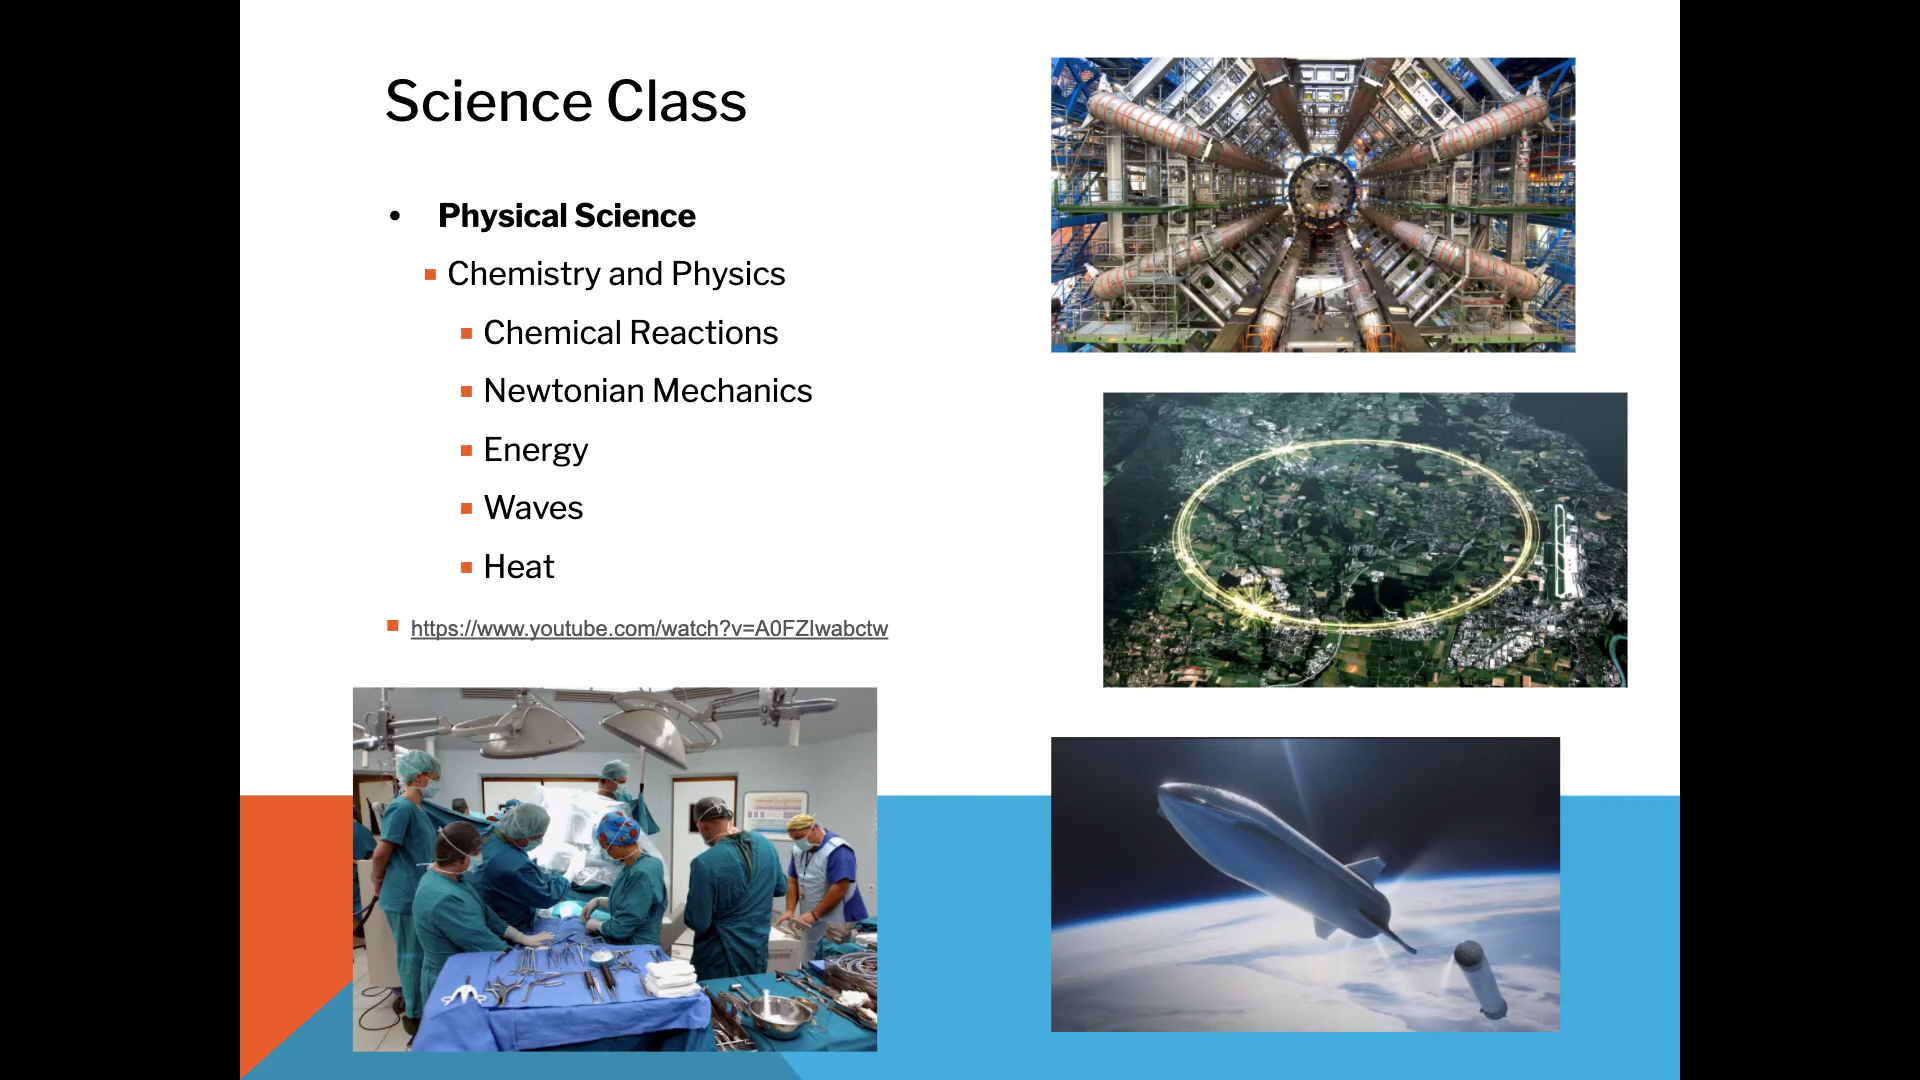 Science Class
• Physical Science
Chemistry and Physics
Chemical Reactions
Newtonian Mechanics
Energy
Waves
Heat
https://www.youtube.com/watch?v=A0FZIwabctw